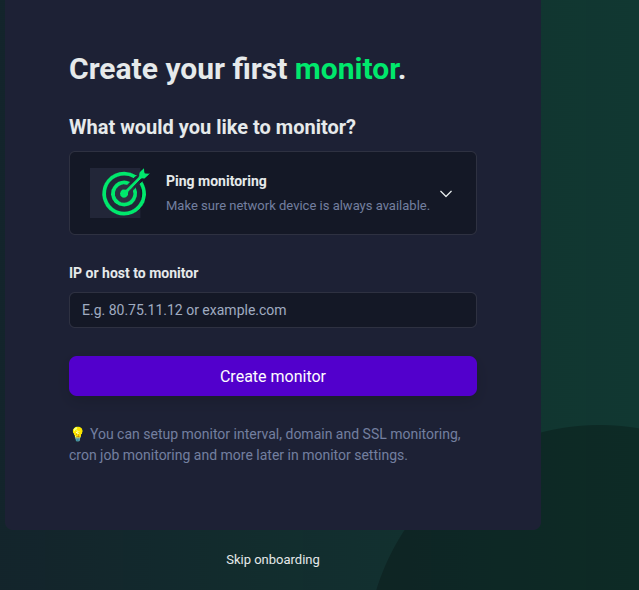 Create your first monitor.
What would you like to monitor?
Ping monitoring
Make sure network device is always available.
IP or host to monitor
E.g. 80.75.11.12 or example.com
Create monitor
💡 You can setup monitor interval, domain and SSL monitoring,
cron job monitoring and more later in monitor settings.
Skip onboarding